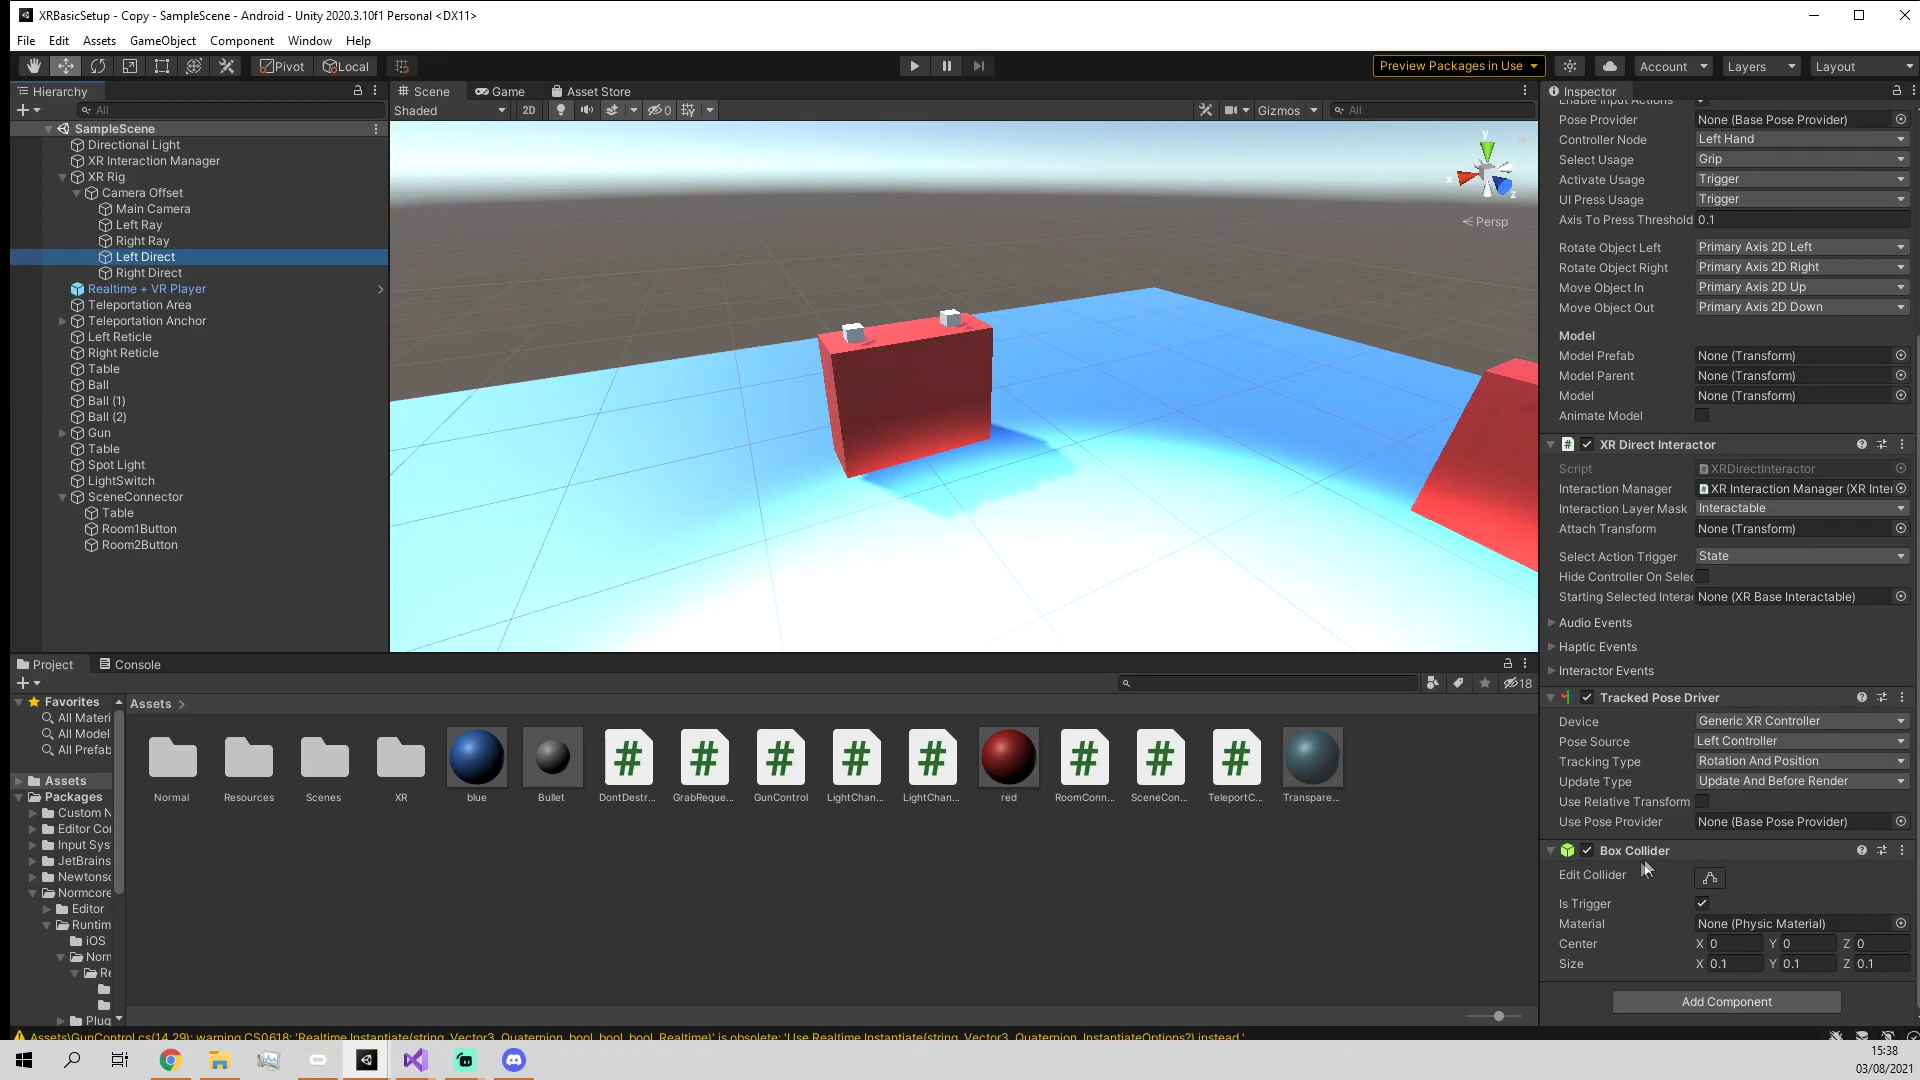 XRBasicSetup - Copy - SampleScene - Android - Unity 2020.3.10f1 Personal <DX11>
File Edit Assets GameObject Component Window Help
Pivot Local Preview Packages in Use Account Layers Layout
Hierarchy
All
SampleScene
Directional Light
XR Interaction Manager
XR Rig
Camera Offset
Main Camera
Left Ray
Right Ray
Left Direct
Right Direct
Realtime + VR Player
Teleportation Area
Teleportation Anchor
Left Reticle
Right Reticle
Table
Ball
Ball (1)
Ball (2)
Gun
Table
Spot Light
LightSwitch
SceneConnector
Table
Room1Button
Room2Button
Scene Game Asset Store
Shaded 2D 0 Gizmos All
y
x
z
Persp
Inspector
Enable Input Actions
Pose Provider None (Base Pose Provider)
Controller Node Left Hand
Select Usage Grip
Activate Usage Trigger
UI Press Usage Trigger
Axis To Press Threshold 0.1
Rotate Object Left Primary Axis 2D Left
Rotate Object Right Primary Axis 2D Right
Move Object In Primary Axis 2D Up
Move Object Out Primary Axis 2D Down
Model
Model Prefab None (Transform)
Model Parent None (Transform)
Model None (Transform)
Animate Model
# XR Direct Interactor
Script XRDirectInteractor
Interaction Manager XR Interaction Manager (XR Inter
Interaction Layer Mask Interactable
Attach Transform None (Transform)
Select Action Trigger State
Hide Controller On Selec
Starting Selected Interac None (XR Base Interactable)
Audio Events
Haptic Events
Interactor Events
Tracked Pose Driver
Device Generic XR Controller
Pose Source Left Controller
Tracking Type Rotation And Position
Update Type Update And Before Render
Use Relative Transform
Use Pose Provider None (Base Pose Provider)
Box Collider
Edit Collider
Is Trigger
Material None (Physic Material)
Center X 0 Y 0 Z 0
Size X 0.1 Y 0.1 Z 0.1
Add Component
Project Console
18
Favorites
All Materi
All Model
All Prefab
Assets
Packages
Custom N
Editor Cor
Input Sys
JetBrains
Newtonso
Normcore
Editor
Runtim
iOS
Norn
Re
Plug
Assets
Normal Resources Scenes XR blue Bullet DontDestr... GrabReque... GunControl LightChan... LightChan... red RoomConn... SceneCon... TeleportC... Transpare...
Assets\GunControl.cs(14,29): warning CS0618: 'Realtime.Instantiate(string, Vector3, Quaternion, bool, bool, bool, Realtime)' is obsolete: 'Use Realtime.Instantiate(string, Vector3, Quaternion, InstantiateOptions?) instead.'
15:38
03/08/2021